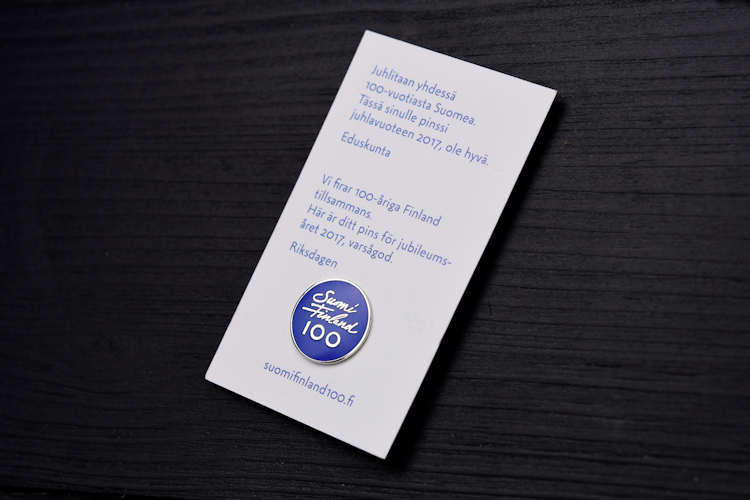 Juhlitaan yhdessä
100-vuotiasta Suomea.
Tässä sinulle pinssi
juhlavuoteen 2017, ole hyvä.
Eduskunta
Vi firar 100-åriga Finland
tillsammans.
Här är ditt pins för jubileums-
året 2017, varsågod.
Riksdagen
Suomi
Finland
100
suomifinland100.fi